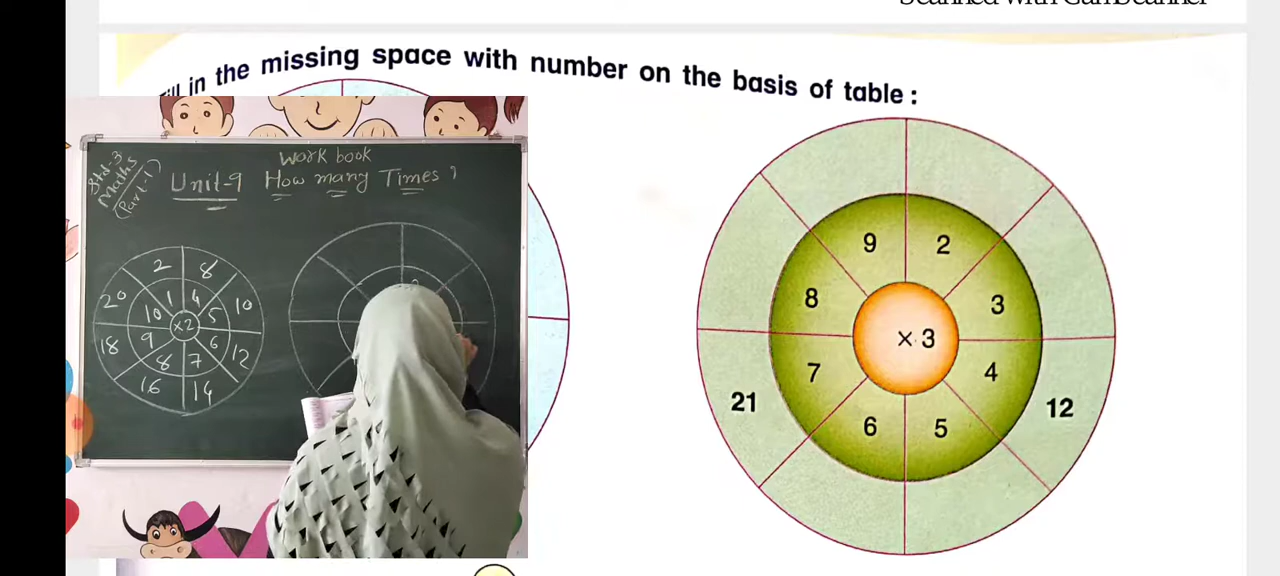 Scanned with CamScanner
Fill in the missing space with number on the basis of table :
Std-3
Maths
(Part-1)
Work book
Unit-9 How many Times ?
2 8
20 10
1 4
10 5
×2
9 6
8 7
18 12
16 14
9 2
8 3
× 3
7 4
21 12
6 5